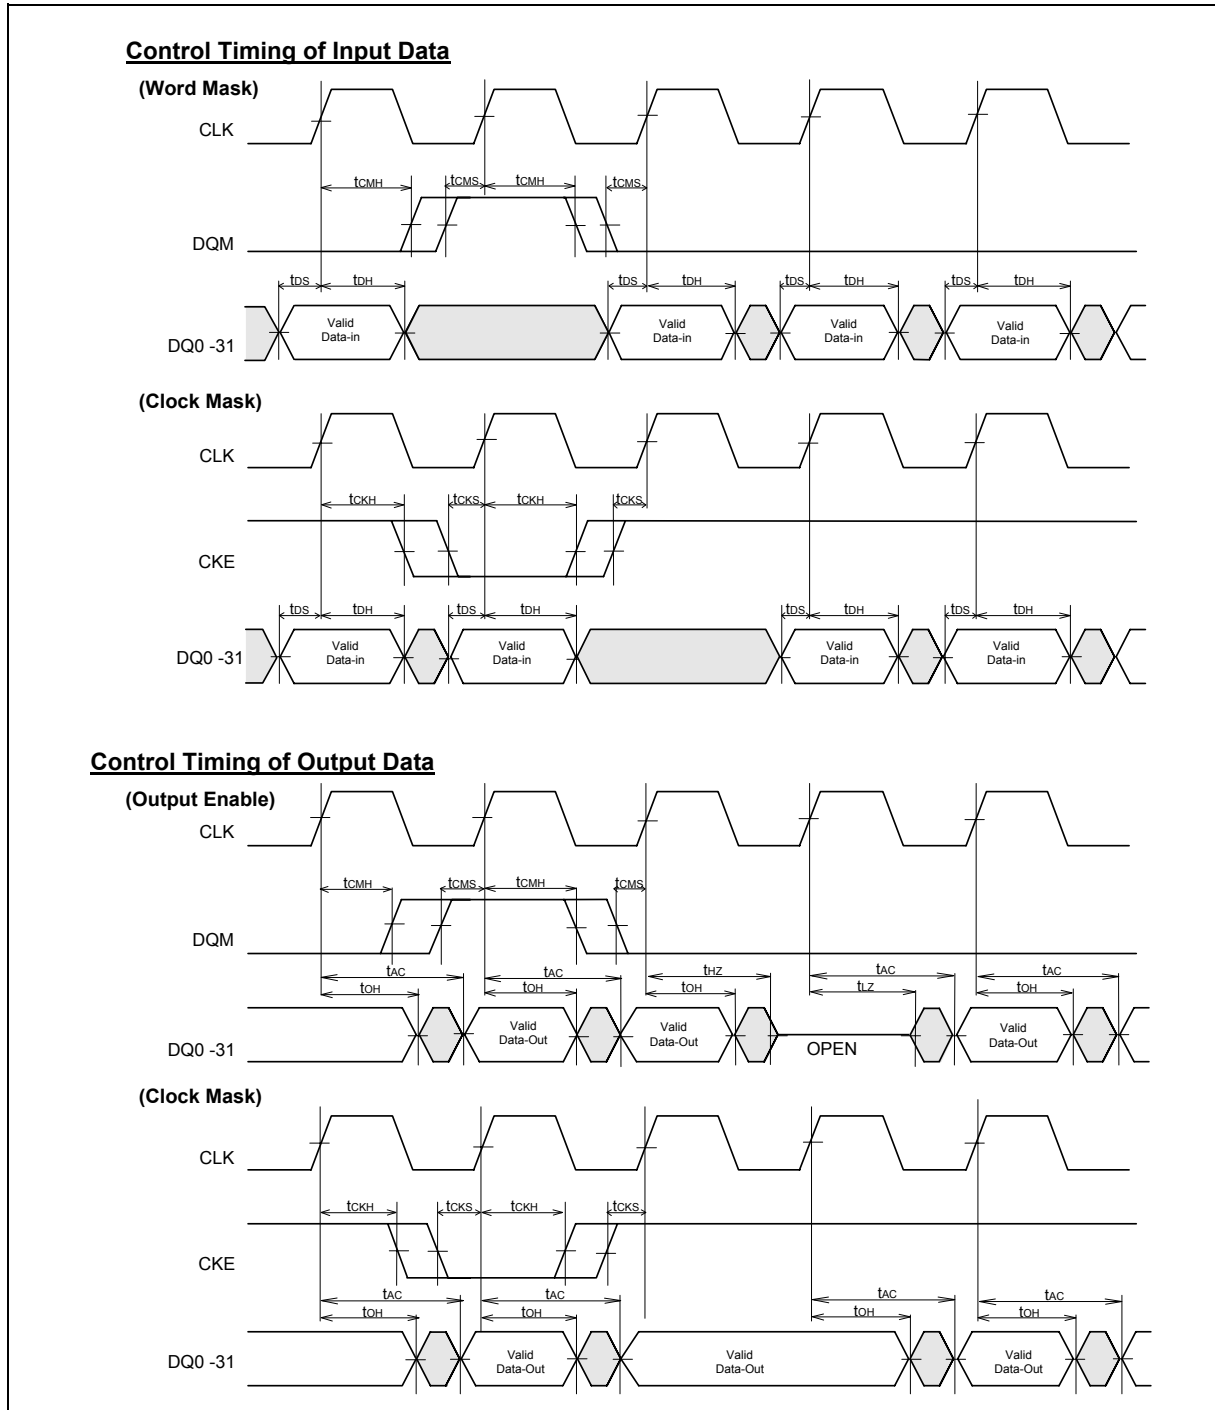 Control Timing of Input Data
(Word Mask)
CLK
tCMH tCMS tCMH tCMS
DQM
tDS tDH tDS tDH tDS tDH tDS tDH
DQ0 -31
Valid Data-in Valid Data-in Valid Data-in Valid Data-in
(Clock Mask)
CLK
tCKH tCKS tCKH tCKS
CKE
tDS tDH tDS tDH tDS tDH tDS tDH
DQ0 -31
Valid Data-in Valid Data-in Valid Data-in Valid Data-in
Control Timing of Output Data
(Output Enable)
CLK
tCMH tCMS tCMH tCMS
DQM
tAC tAC tHZ tAC tAC
tOH tOH tOH tLZ tOH
DQ0 -31
Valid Data-Out Valid Data-Out OPEN Valid Data-Out
(Clock Mask)
CLK
tCKH tCKS tCKH tCKS
CKE
tAC tAC tAC tAC
tOH tOH tOH tOH
DQ0 -31
Valid Data-Out Valid Data-Out Valid Data-Out